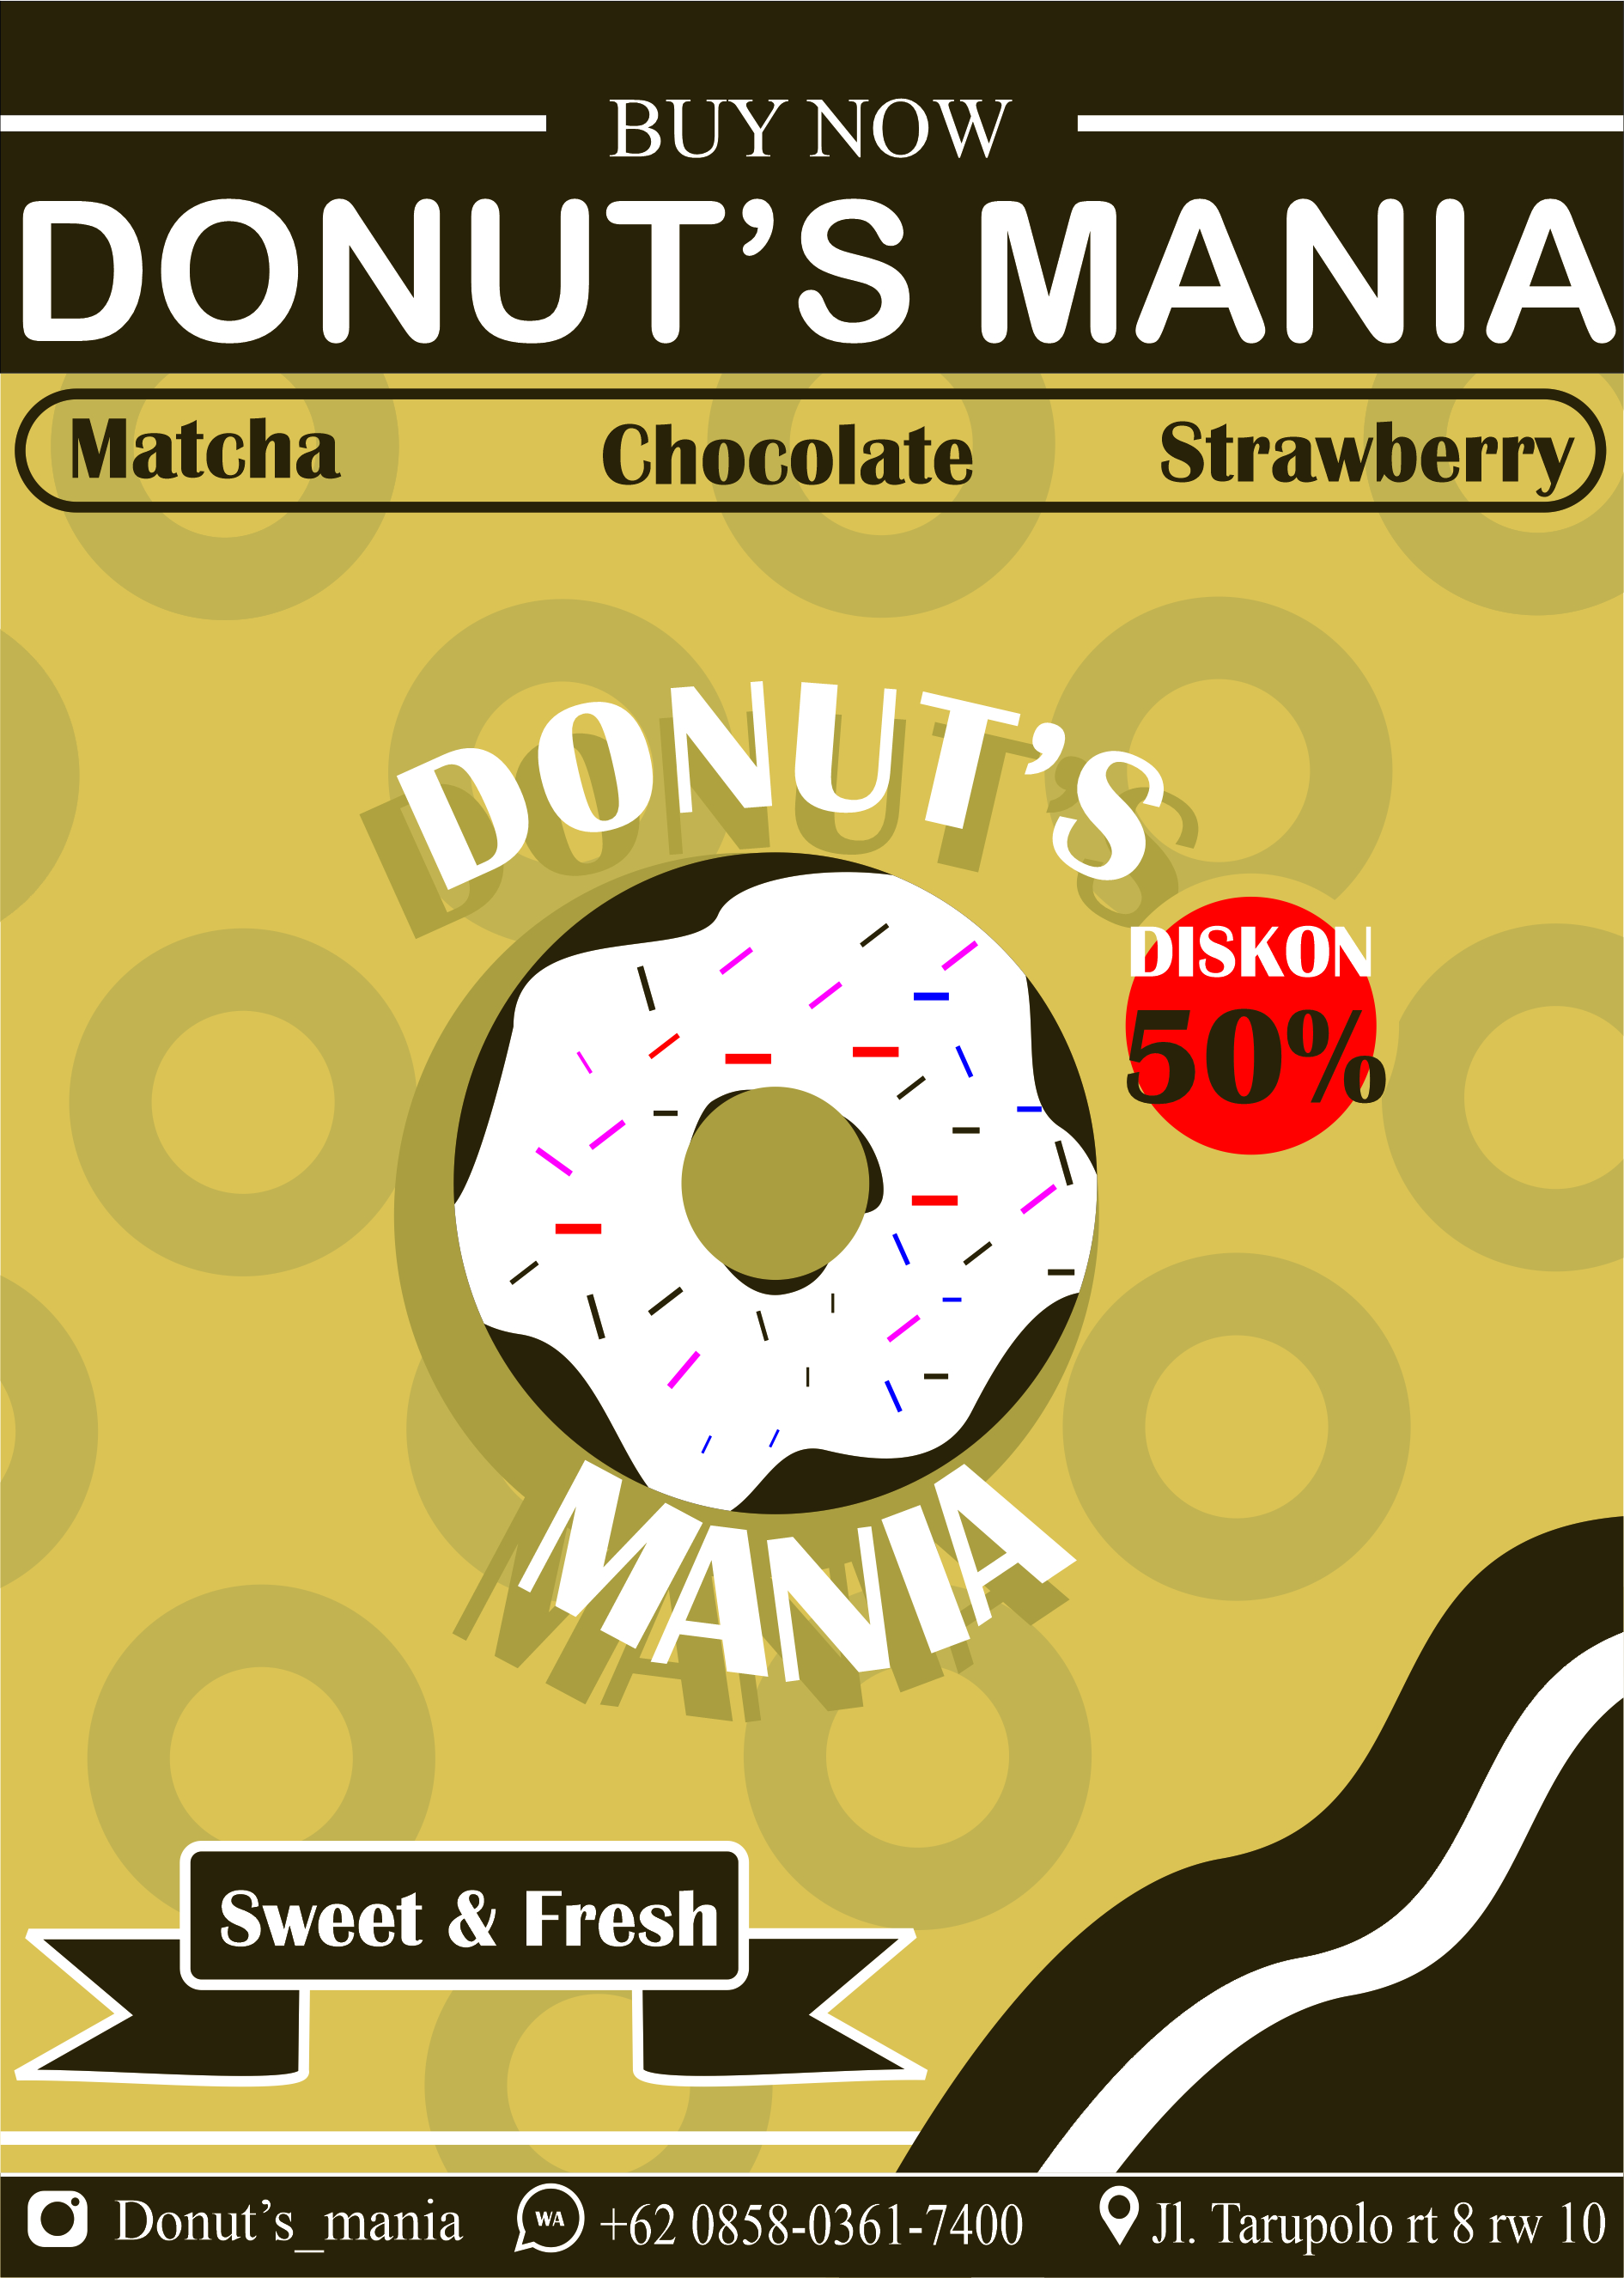 BUY NOW
DONUT’S MANIA
Matcha Chocolate Strawberry
DONUT’S
DISKON
50%
MANIA
Sweet & Fresh
Donut’s_mania WA +62 0858-0361-7400 Jl. Tarupolo rt 8 rw 10